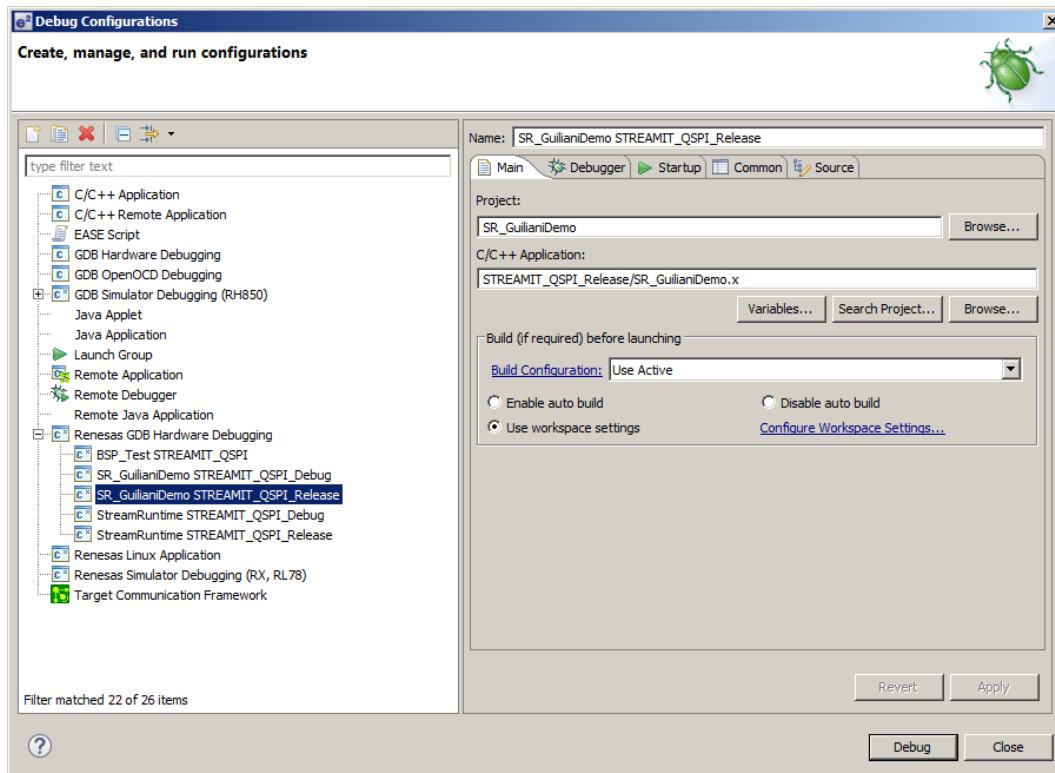 e² Debug Configurations
Create, manage, and run configurations
type filter text
C/C++ Application
C/C++ Remote Application
EASE Script
GDB Hardware Debugging
GDB OpenOCD Debugging
GDB Simulator Debugging (RH850)
Java Applet
Java Application
Launch Group
Remote Application
Remote Debugger
Remote Java Application
Renesas GDB Hardware Debugging
BSP_Test STREAMIT_QSPI
SR_GuilianiDemo STREAMIT_QSPI_Debug
SR_GuilianiDemo STREAMIT_QSPI_Release
StreamRuntime STREAMIT_QSPI_Debug
StreamRuntime STREAMIT_QSPI_Release
Renesas Linux Application
Renesas Simulator Debugging (RX, RL78)
Target Communication Framework
Filter matched 22 of 26 items
Name: SR_GuilianiDemo STREAMIT_QSPI_Release
Main Debugger Startup Common Source
Project:
SR_GuilianiDemo Browse...
C/C++ Application:
STREAMIT_QSPI_Release/SR_GuilianiDemo.x
Variables... Search Project... Browse...
Build (if required) before launching
Build Configuration: Use Active
Enable auto build Disable auto build
Use workspace settings Configure Workspace Settings...
Revert Apply
? Debug Close